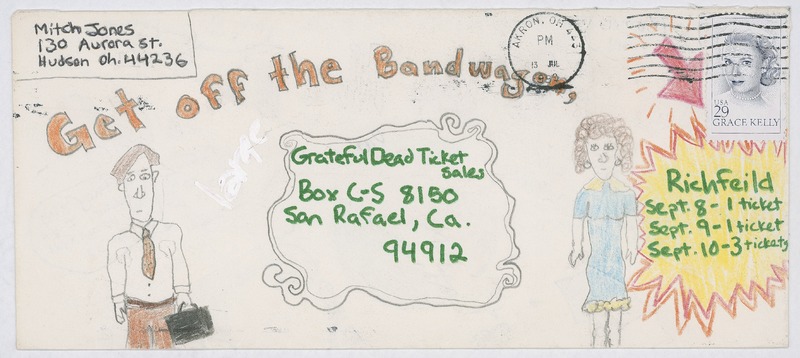 Mitch Jones
130 Aurora St.
Hudson Oh. 44236
AKRON, OH 442
PM
13 JUL
USA
29
GRACE KELLY
Get off the Bandwagon,
large
Grateful Dead Ticket
Sales
Box C-S 8150
San Rafael, Ca.
94912
Richfeild
Sept. 8-1 ticket
Sept. 9-1 ticket
Sept. 10-3 tickets